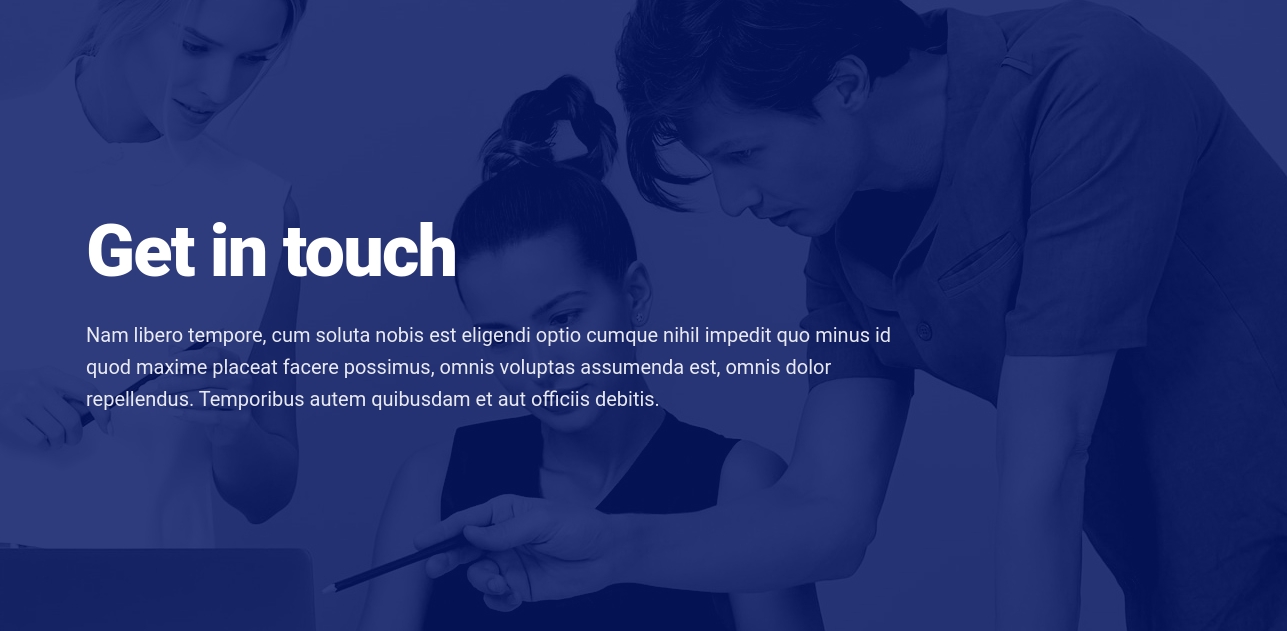 Get in touch
Nam libero tempore, cum soluta nobis est eligendi optio cumque nihil impedit quo minus id
quod maxime placeat facere possimus, omnis voluptas assumenda est, omnis dolor
repellendus. Temporibus autem quibusdam et aut officiis debitis.